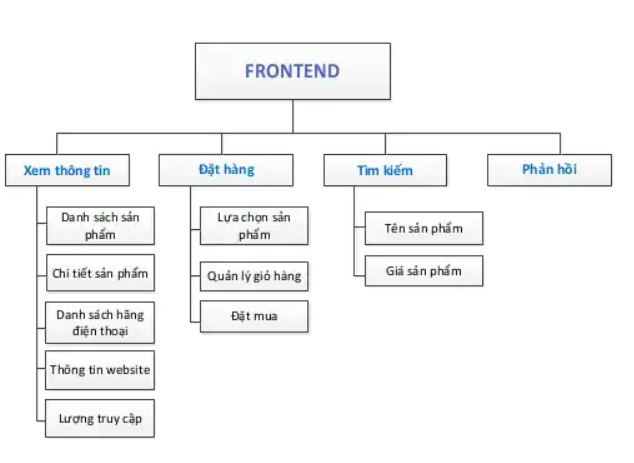 FRONTEND
Xem thông tin
Đặt hàng
Tìm kiếm
Phản hồi
Danh sách sản
phẩm
Chi tiết sản phẩm
Danh sách hãng
điện thoại
Thông tin website
Lượng truy cập
Lựa chọn sản
phẩm
Quản lý giỏ hàng
Đặt mua
Tên sản phẩm
Giá sản phẩm